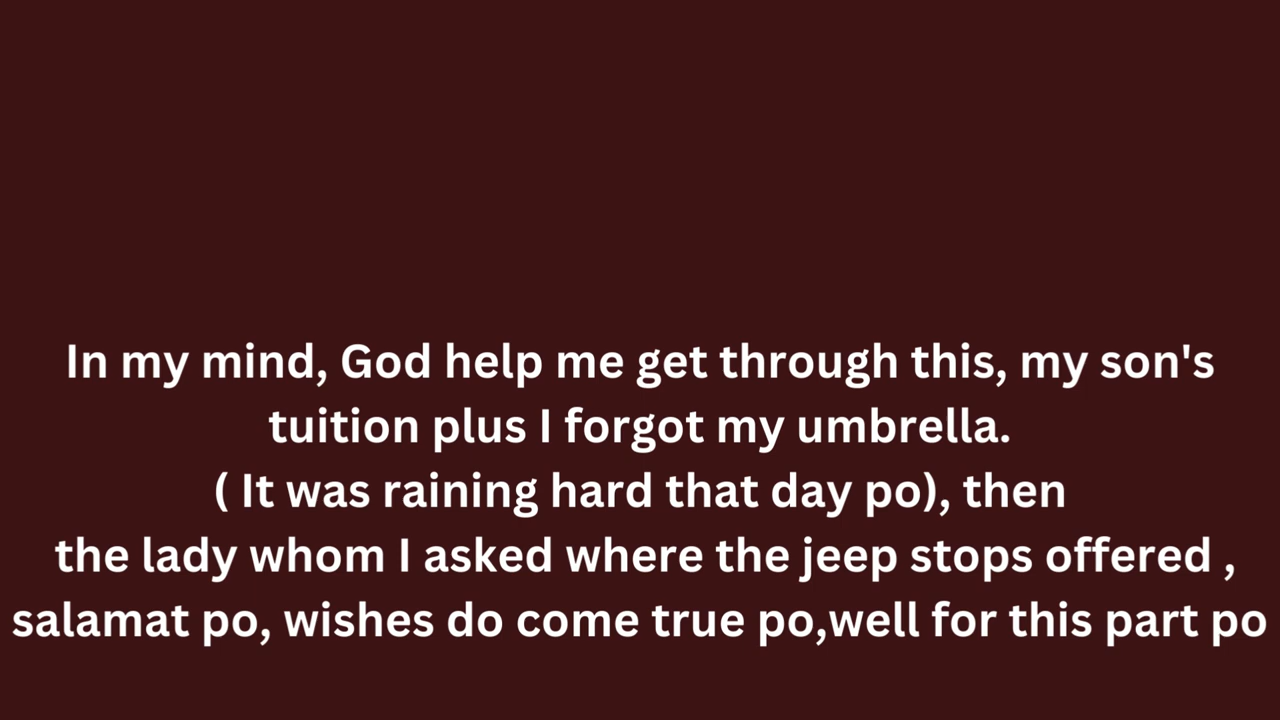 In my mind, God help me get through this, my son's
tuition plus I forgot my umbrella.
( It was raining hard that day po), then
the lady whom I asked where the jeep stops offered ,
salamat po, wishes do come true po,well for this part po